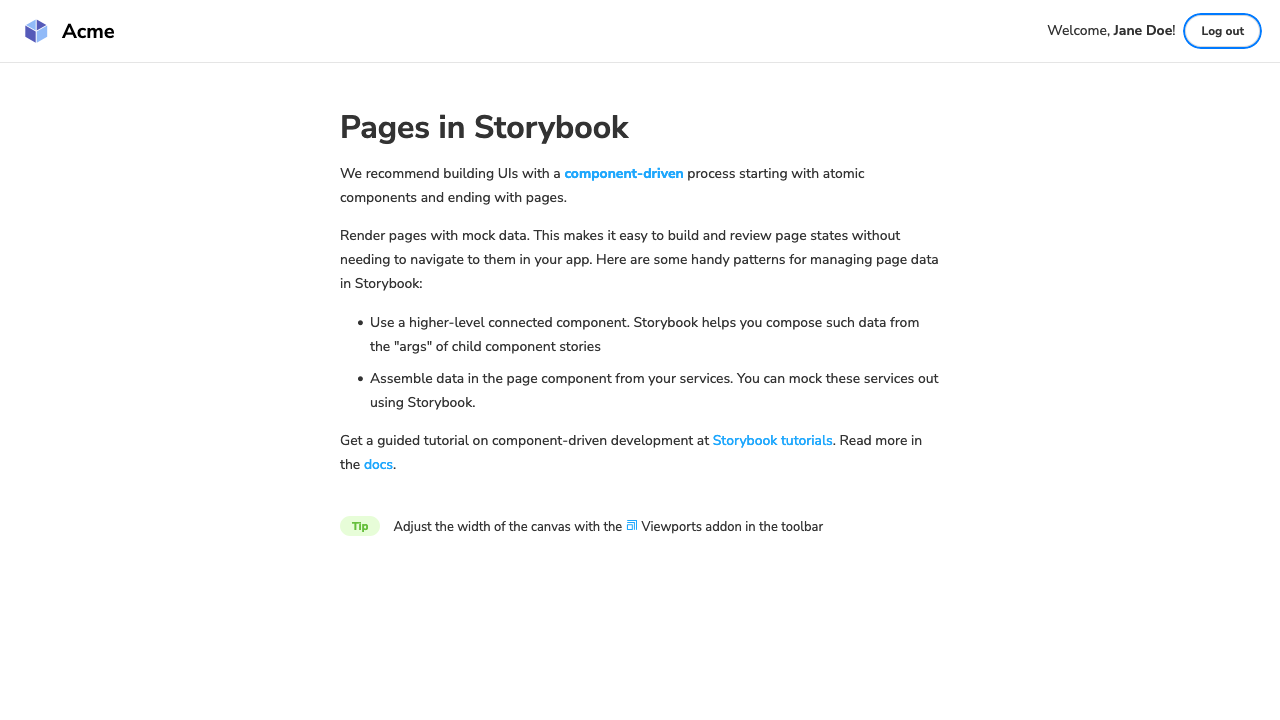 Acme
Welcome, Jane Doe!
Log out
Pages in Storybook
We recommend building UIs with a component-driven process starting with atomic
components and ending with pages.
Render pages with mock data. This makes it easy to build and review page states without
needing to navigate to them in your app. Here are some handy patterns for managing page data
in Storybook:
• Use a higher-level connected component. Storybook helps you compose such data from
the "args" of child component stories
• Assemble data in the page component from your services. You can mock these services out
using Storybook.
Get a guided tutorial on component-driven development at Storybook tutorials. Read more in
the docs.
Tip Adjust the width of the canvas with the Viewports addon in the toolbar